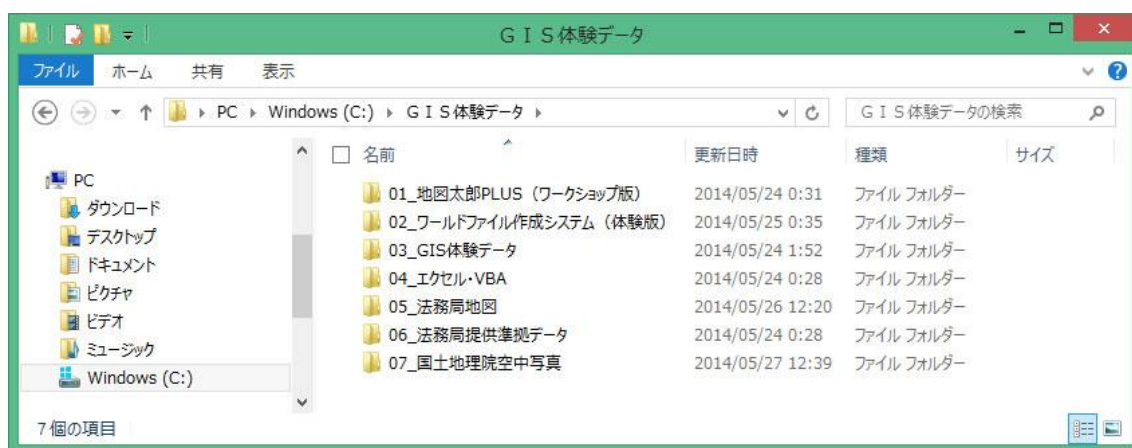 GIS体験データ
ファイル ホーム 共有 表示
PC Windows (C:) GIS体験データ GIS体験データの検索
名前 更新日時 種類 サイズ
PC
ダウンロード
デスクトップ
ドキュメント
ピクチャ
ビデオ
ミュージック
Windows (C:)
01_地図太郎PLUS（ワークショップ版） 2014/05/24 0:31 ファイル フォルダー
02_ワールドファイル作成システム（体験版） 2014/05/25 0:35 ファイル フォルダー
03_GIS体験データ 2014/05/24 1:52 ファイル フォルダー
04_エクセル・VBA 2014/05/24 0:28 ファイル フォルダー
05_法務局地図 2014/05/26 12:20 ファイル フォルダー
06_法務局提供準拠データ 2014/05/24 0:28 ファイル フォルダー
07_国土地理院空中写真 2014/05/27 12:39 ファイル フォルダー
7 個の項目